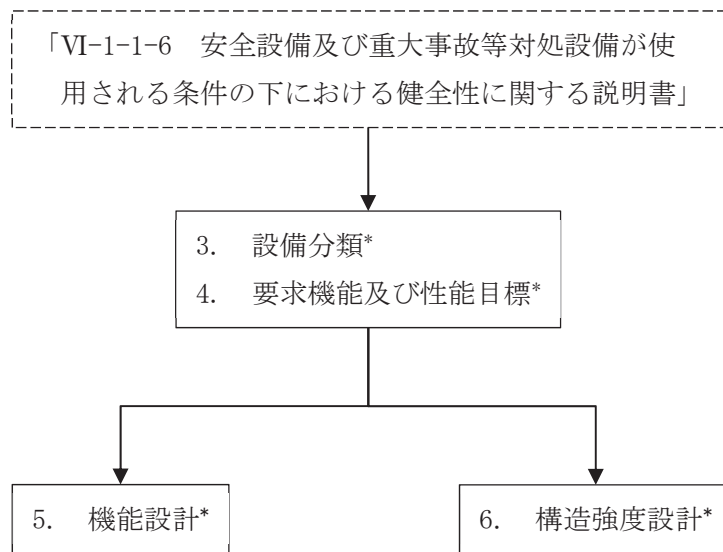 「Ⅵ-1-1-6　安全設備及び重大事故等対処設備が使
用される条件の下における健全性に関する説明書」
3.　設備分類*
4.　要求機能及び性能目標*
5.　機能設計*
6.　構造強度設計*